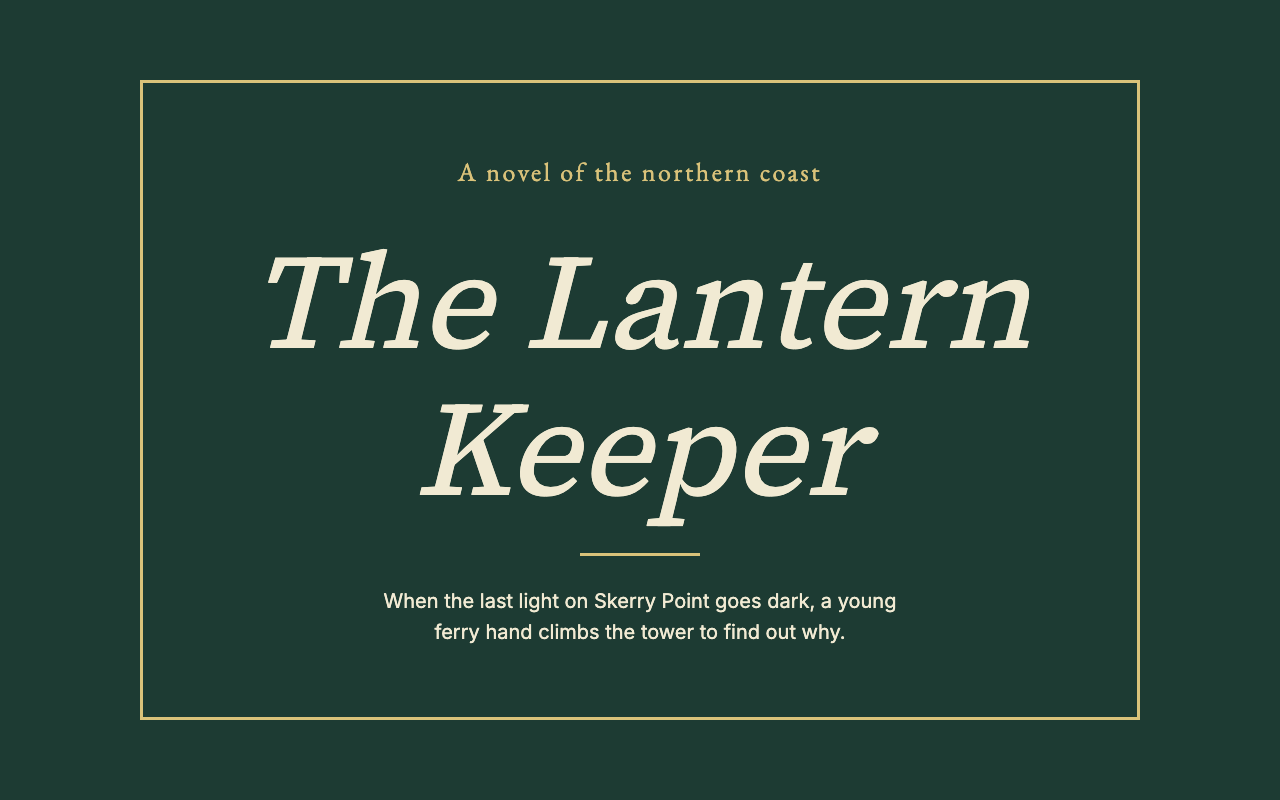 A novel of the northern coast
The Lantern
Keeper
When the last light on Skerry Point goes dark, a young
ferry hand climbs the tower to find out why.